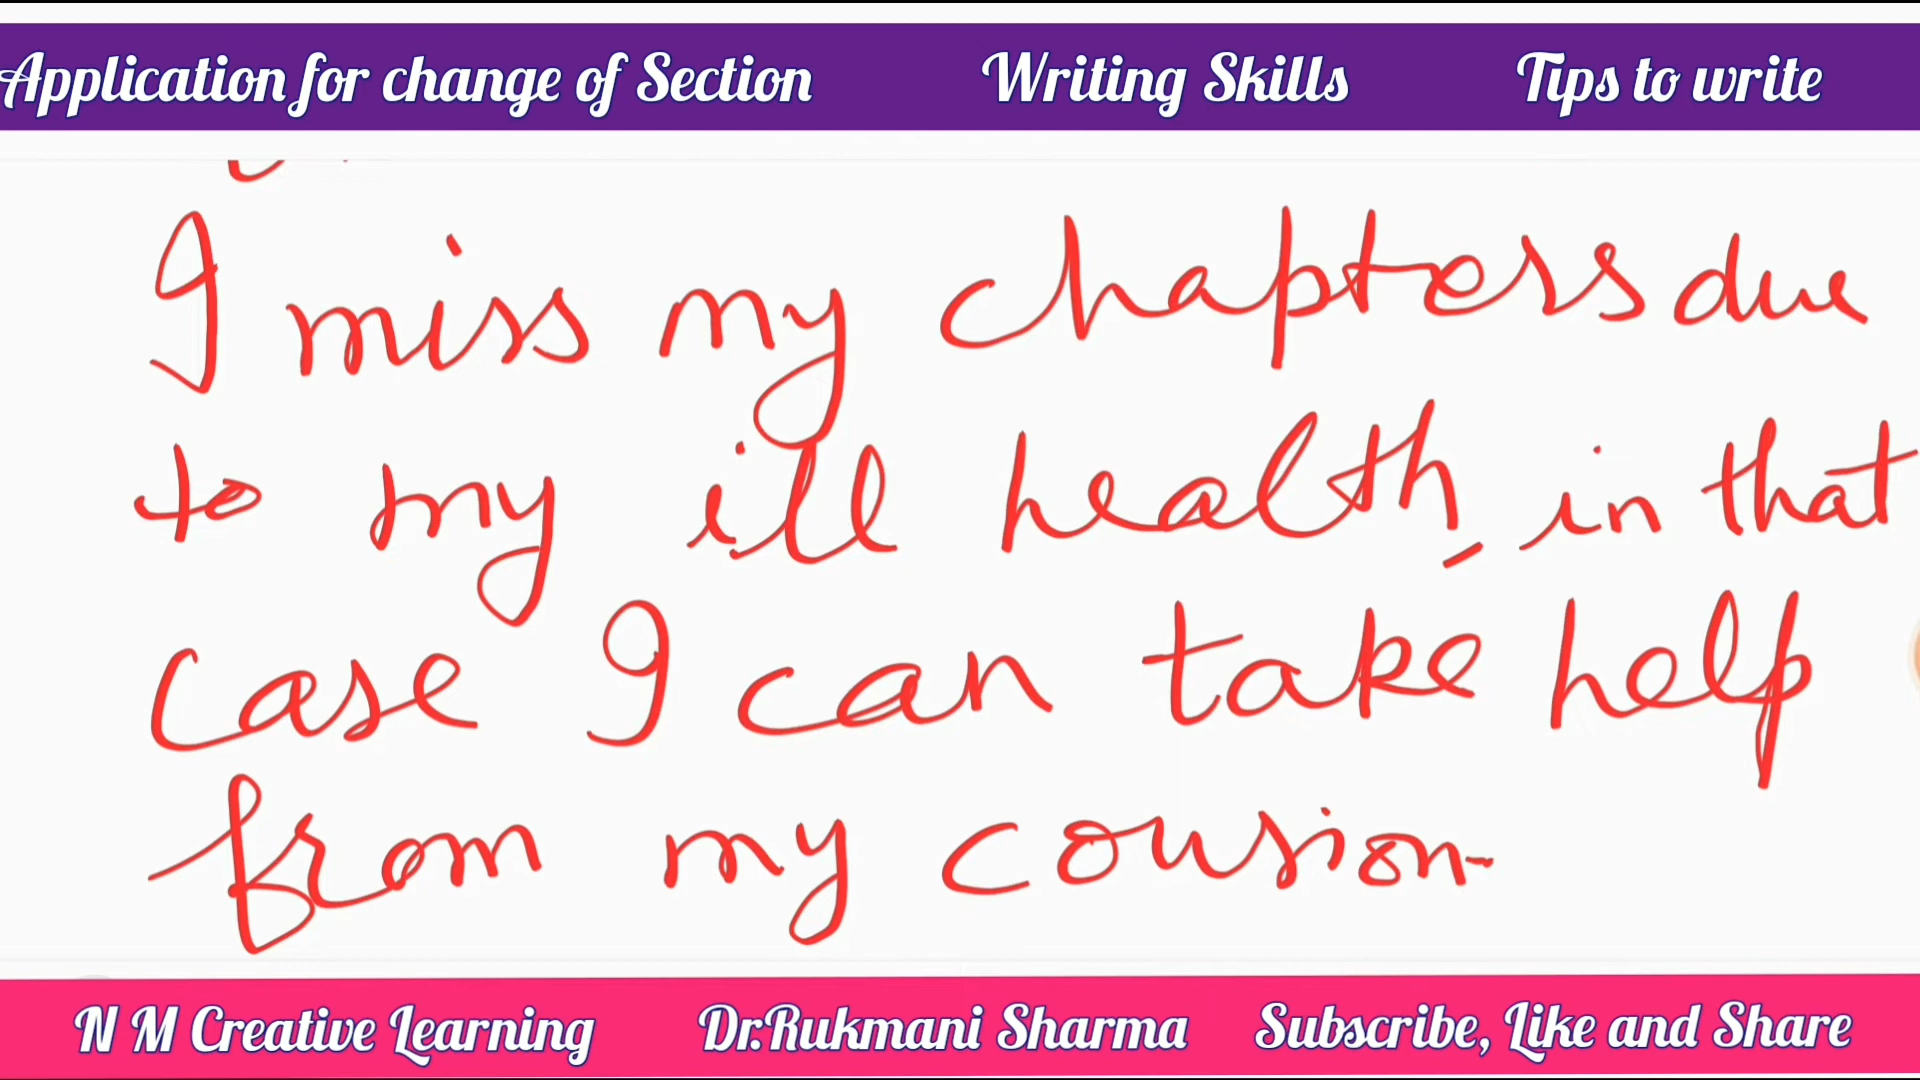 Application for change of Section Writing Skills Tips to write
I miss my chapters due
to my ill health, in that
case I can take help
from my cousion-
N M Creative Learning Dr.Rukmani Sharma Subscribe, Like and Share